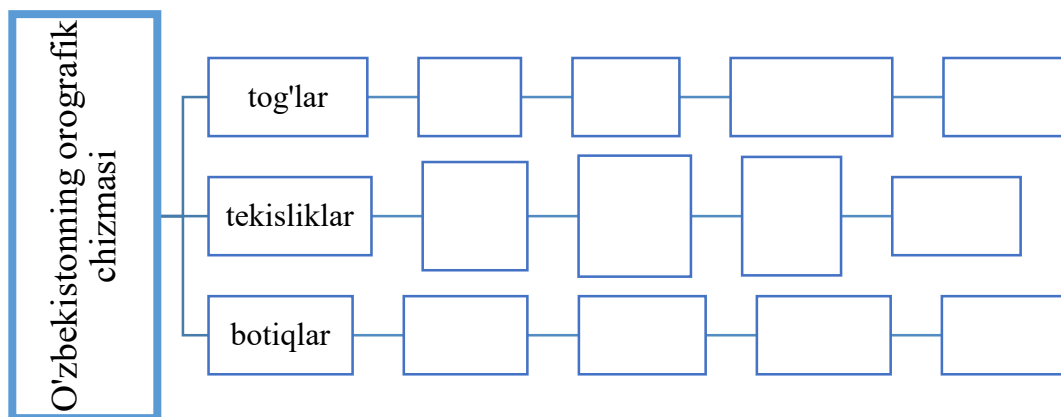 O'zbekistonning orografik
chizmasi
tog'lar
tekisliklar
botiqlar